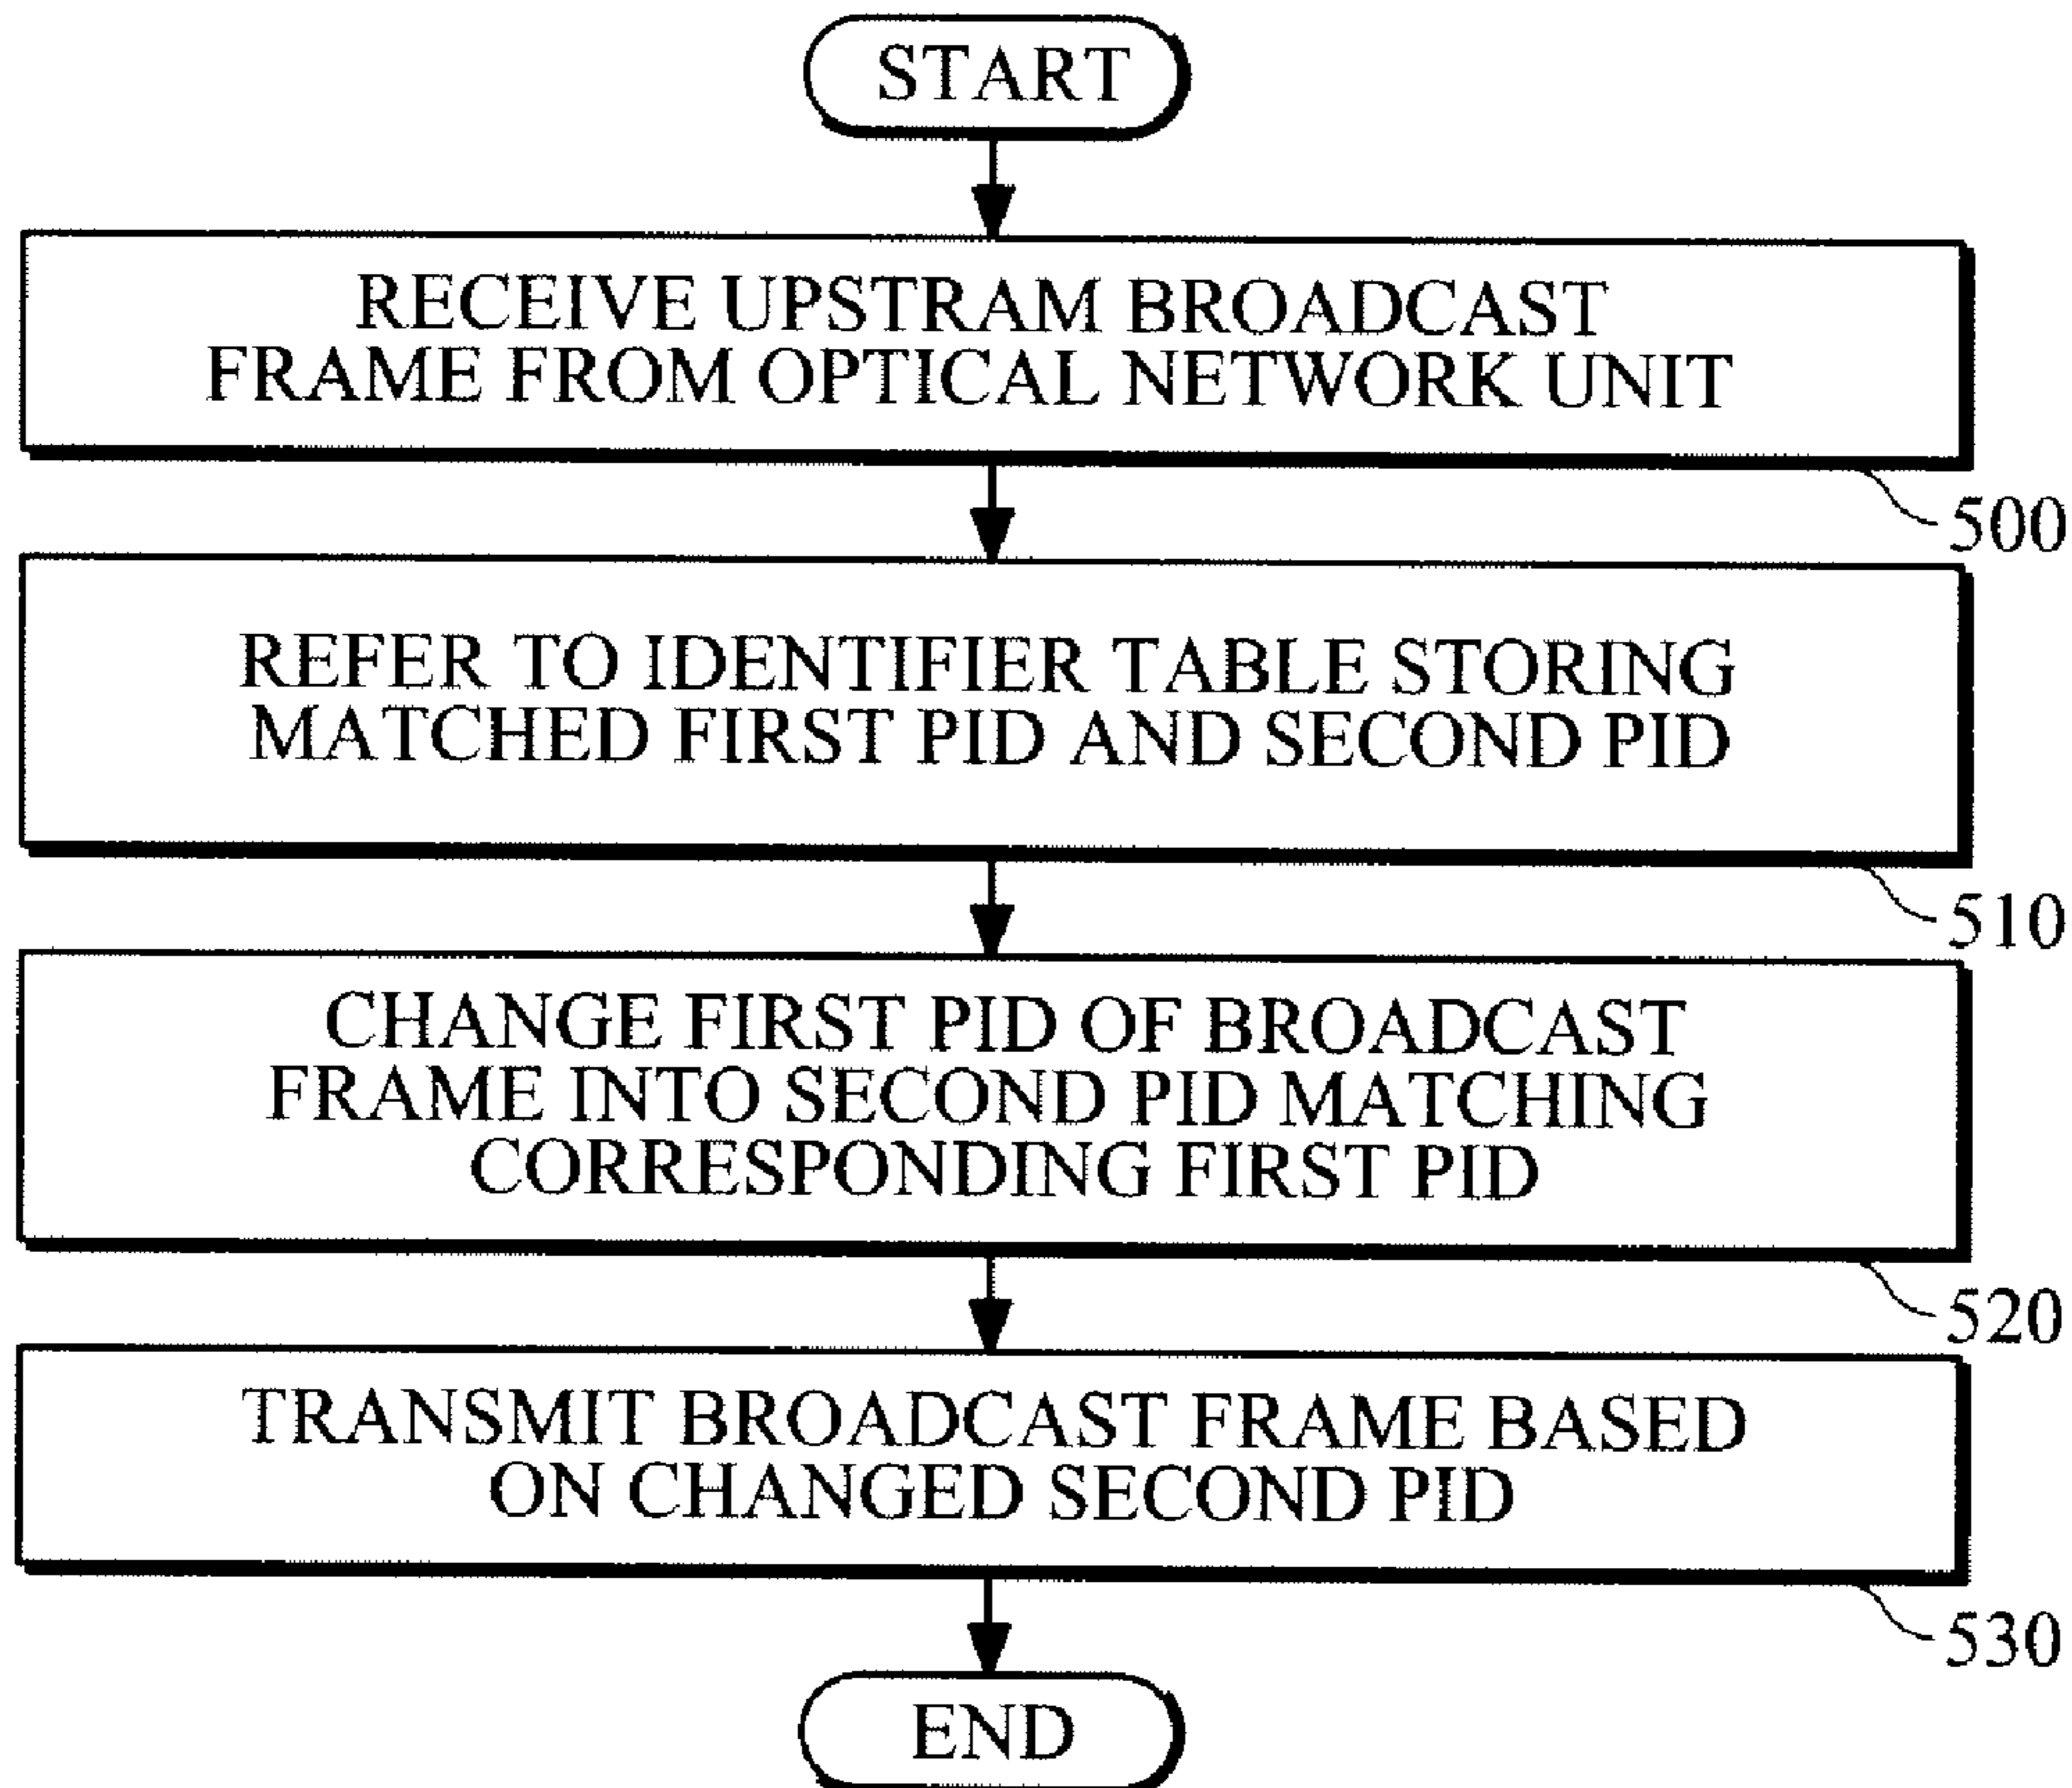 START
RECEIVE UPSTRAM BROADCAST
FRAME FROM OPTICAL NETWORK UNIT
500
REFER TO IDENTIFIER TABLE STORING
MATCHED FIRST PID AND SECOND PID
510
CHANGE FIRST PID OF BROADCAST
FRAME INTO SECOND PID MATCHING
CORRESPONDING FIRST PID
520
TRANSMIT BROADCAST FRAME BASED
ON CHANGED SECOND PID
530
END